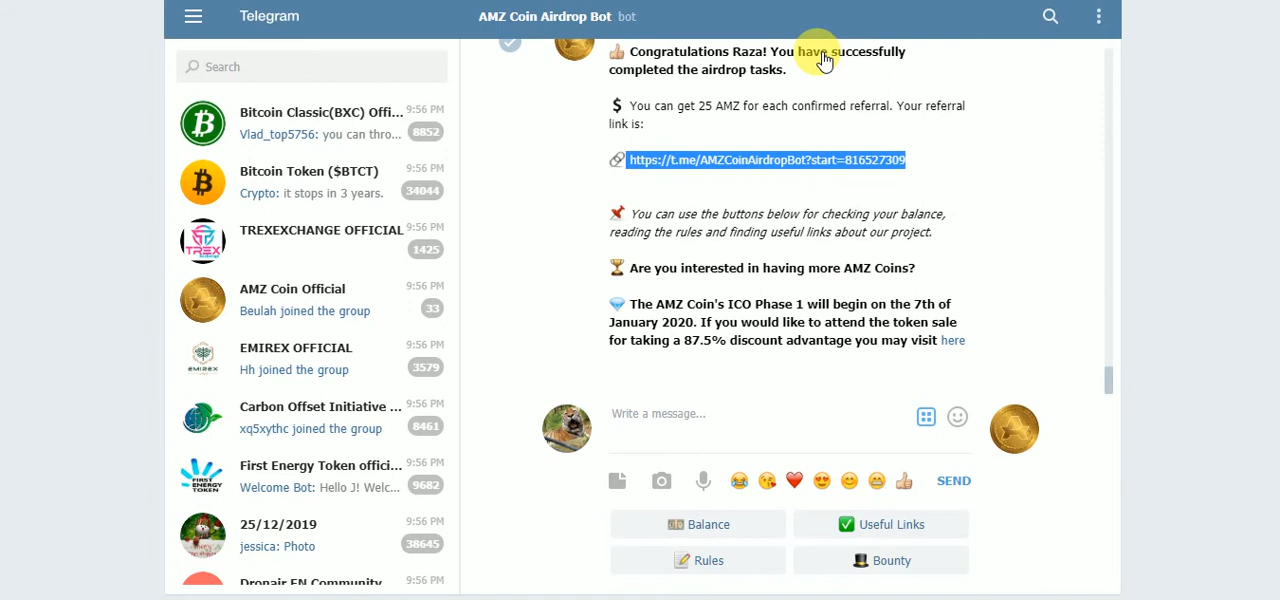 Telegram
AMZ Coin Airdrop Bot bot
Search
Bitcoin Classic(BXC) Offi... 9:56 PM
Vlad_top5756: you can thro... 8852
Bitcoin Token ($BTCT) 9:56 PM
Crypto: it stops in 3 years. 34044
TREXEXCHANGE OFFICIAL 9:56 PM
1425
AMZ Coin Official 9:56 PM
Beulah joined the group 33
EMIREX OFFICIAL 9:56 PM
Hh joined the group 3579
Carbon Offset Initiative ... 9:56 PM
xq5xythc joined the group 8461
First Energy Token offici... 9:56 PM
Welcome Bot: Hello J! Welc... 9682
25/12/2019 9:56 PM
jessica: Photo 38645
Dronair EN Community 9:56 PM
👍 Congratulations Raza! You have successfully
completed the airdrop tasks.
💲 You can get 25 AMZ for each confirmed referral. Your referral
link is:
🔗 https://t.me/AMZCoinAirdropBot?start=816527309
📌 You can use the buttons below for checking your balance,
reading the rules and finding useful links about our project.
🏆 Are you interested in having more AMZ Coins?
💎 The AMZ Coin's ICO Phase 1 will begin on the 7th of
January 2020. If you would like to attend the token sale
for taking a 87.5% discount advantage you may visit here
Write a message...
SEND
Balance
Useful Links
Rules
Bounty